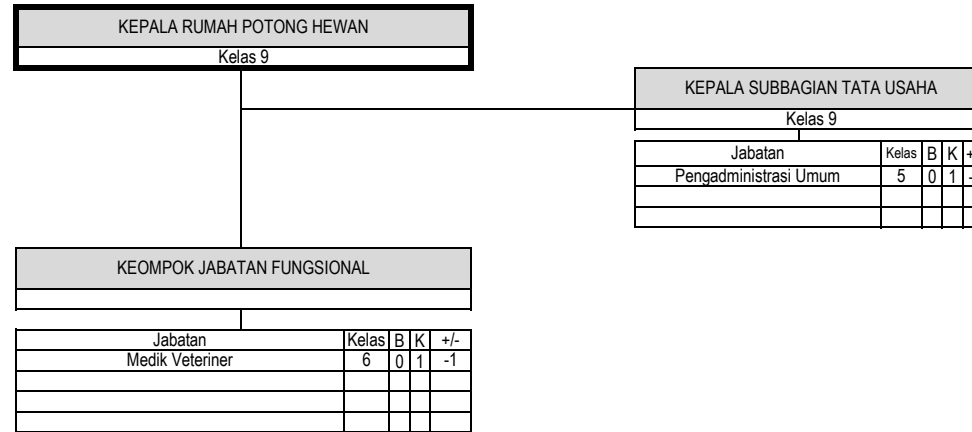 KEPALA RUMAH POTONG HEWAN
Kelas 9
KEPALA SUBBAGIAN TATA USAHA
Kelas 9
Jabatan Kelas B K +
Pengadministrasi Umum 5 0 1 -
KEOMPOK JABATAN FUNGSIONAL
Jabatan Kelas B K +/-
Medik Veteriner 6 0 1 -1